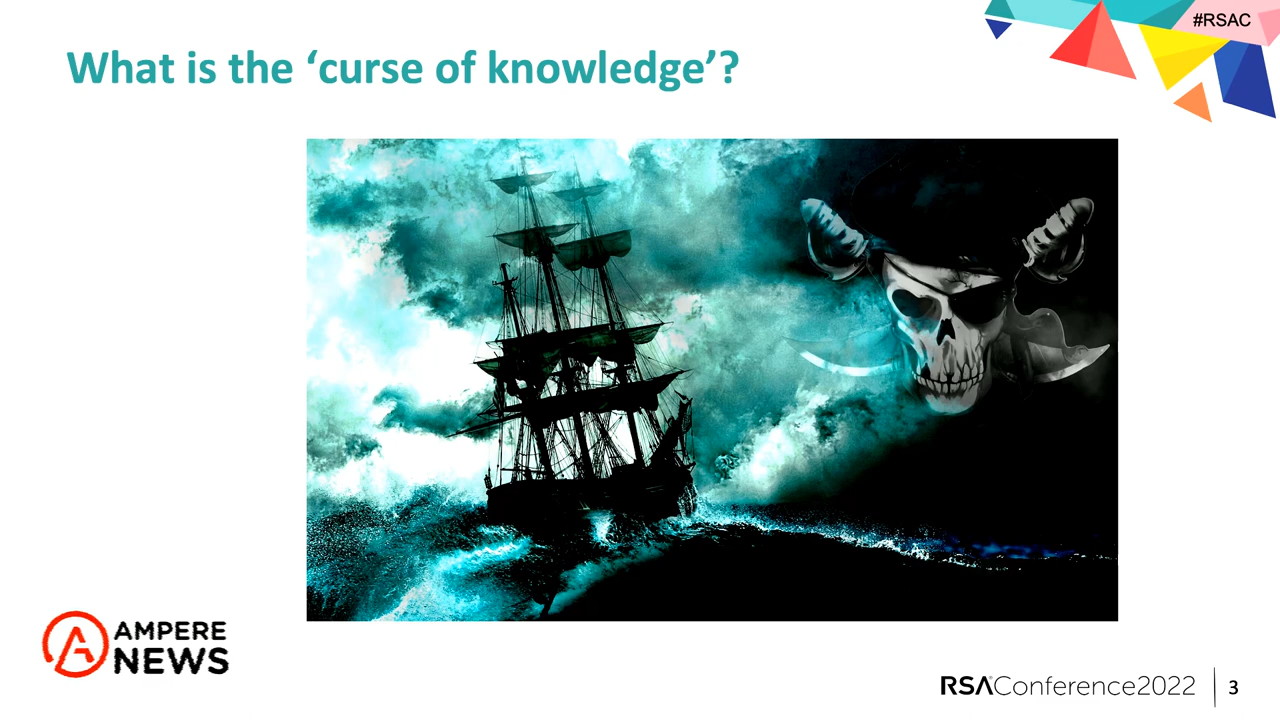 #RSAC
What is the ‘curse of knowledge’?
AMPERE
NEWS
RSAConference2022
3